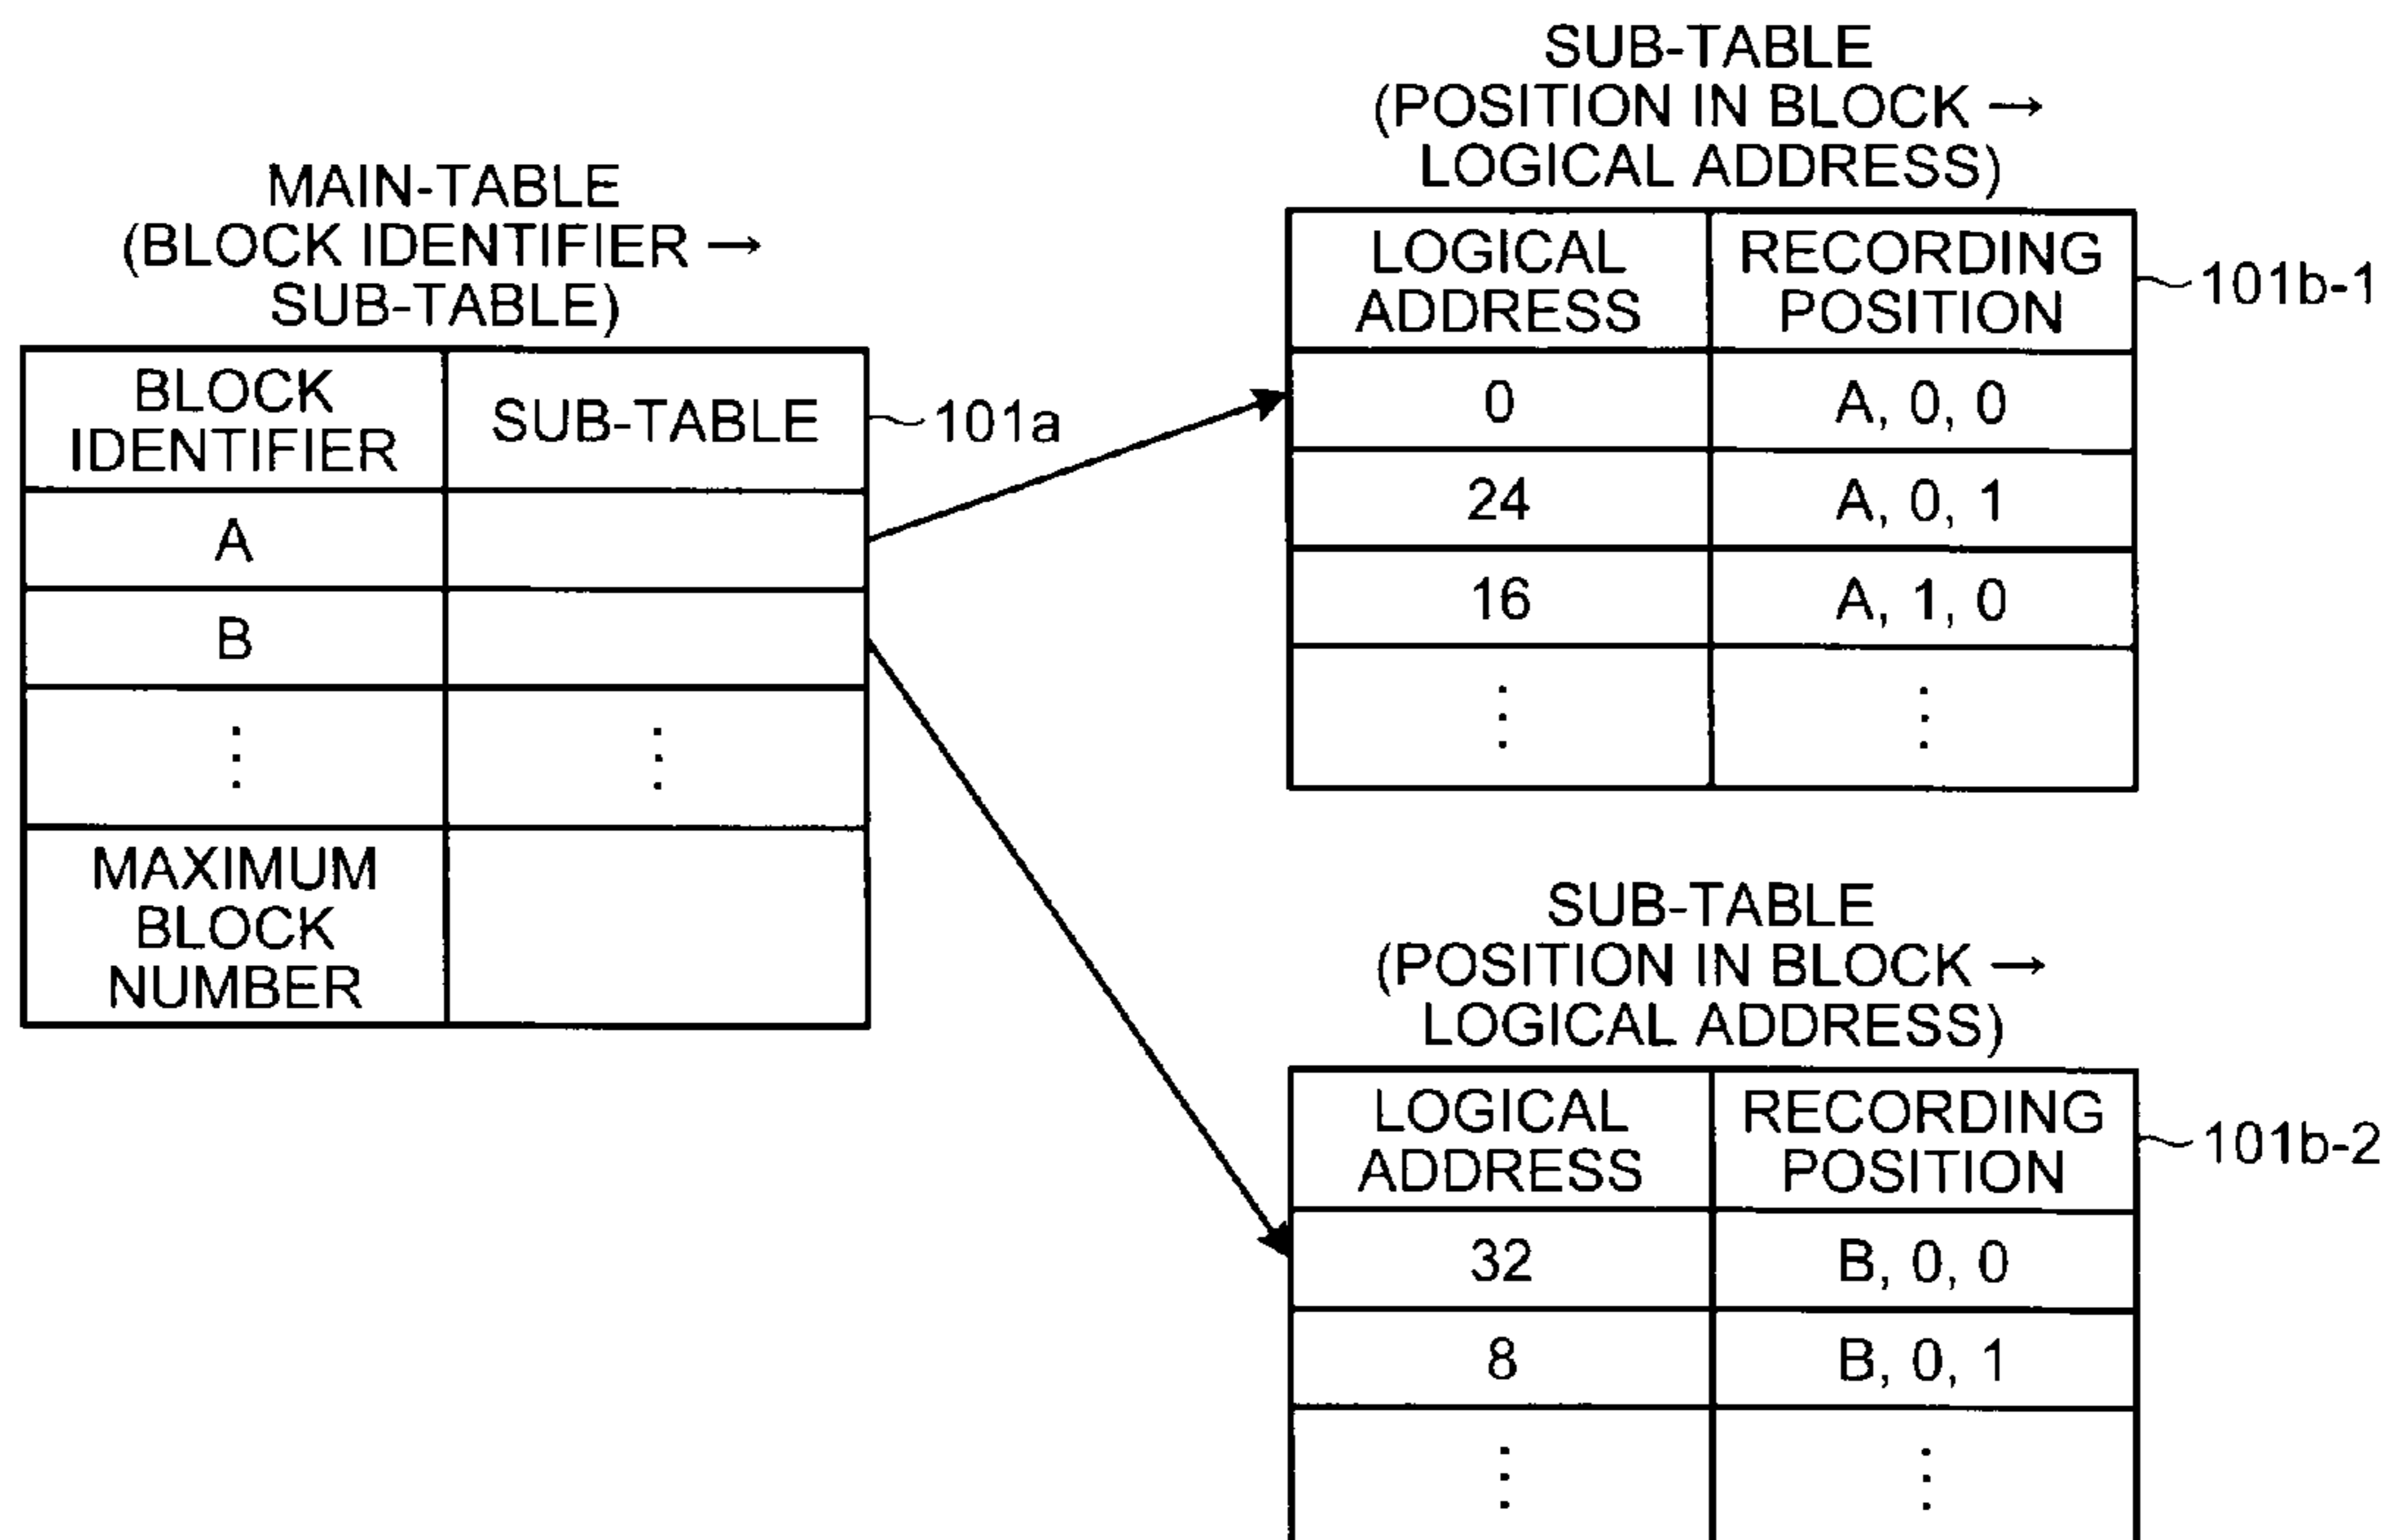 MAIN-TABLE
(BLOCK IDENTIFIER →
SUB-TABLE)
BLOCK
IDENTIFIER
SUB-TABLE
101a
A
B
⋮
⋮
MAXIMUM
BLOCK
NUMBER
SUB-TABLE
(POSITION IN BLOCK →
LOGICAL ADDRESS)
LOGICAL
ADDRESS
RECORDING
POSITION
101b-1
0
A, 0, 0
24
A, 0, 1
16
A, 1, 0
⋮
⋮
SUB-TABLE
(POSITION IN BLOCK →
LOGICAL ADDRESS)
LOGICAL
ADDRESS
RECORDING
POSITION
101b-2
32
B, 0, 0
8
B, 0, 1
⋮
⋮